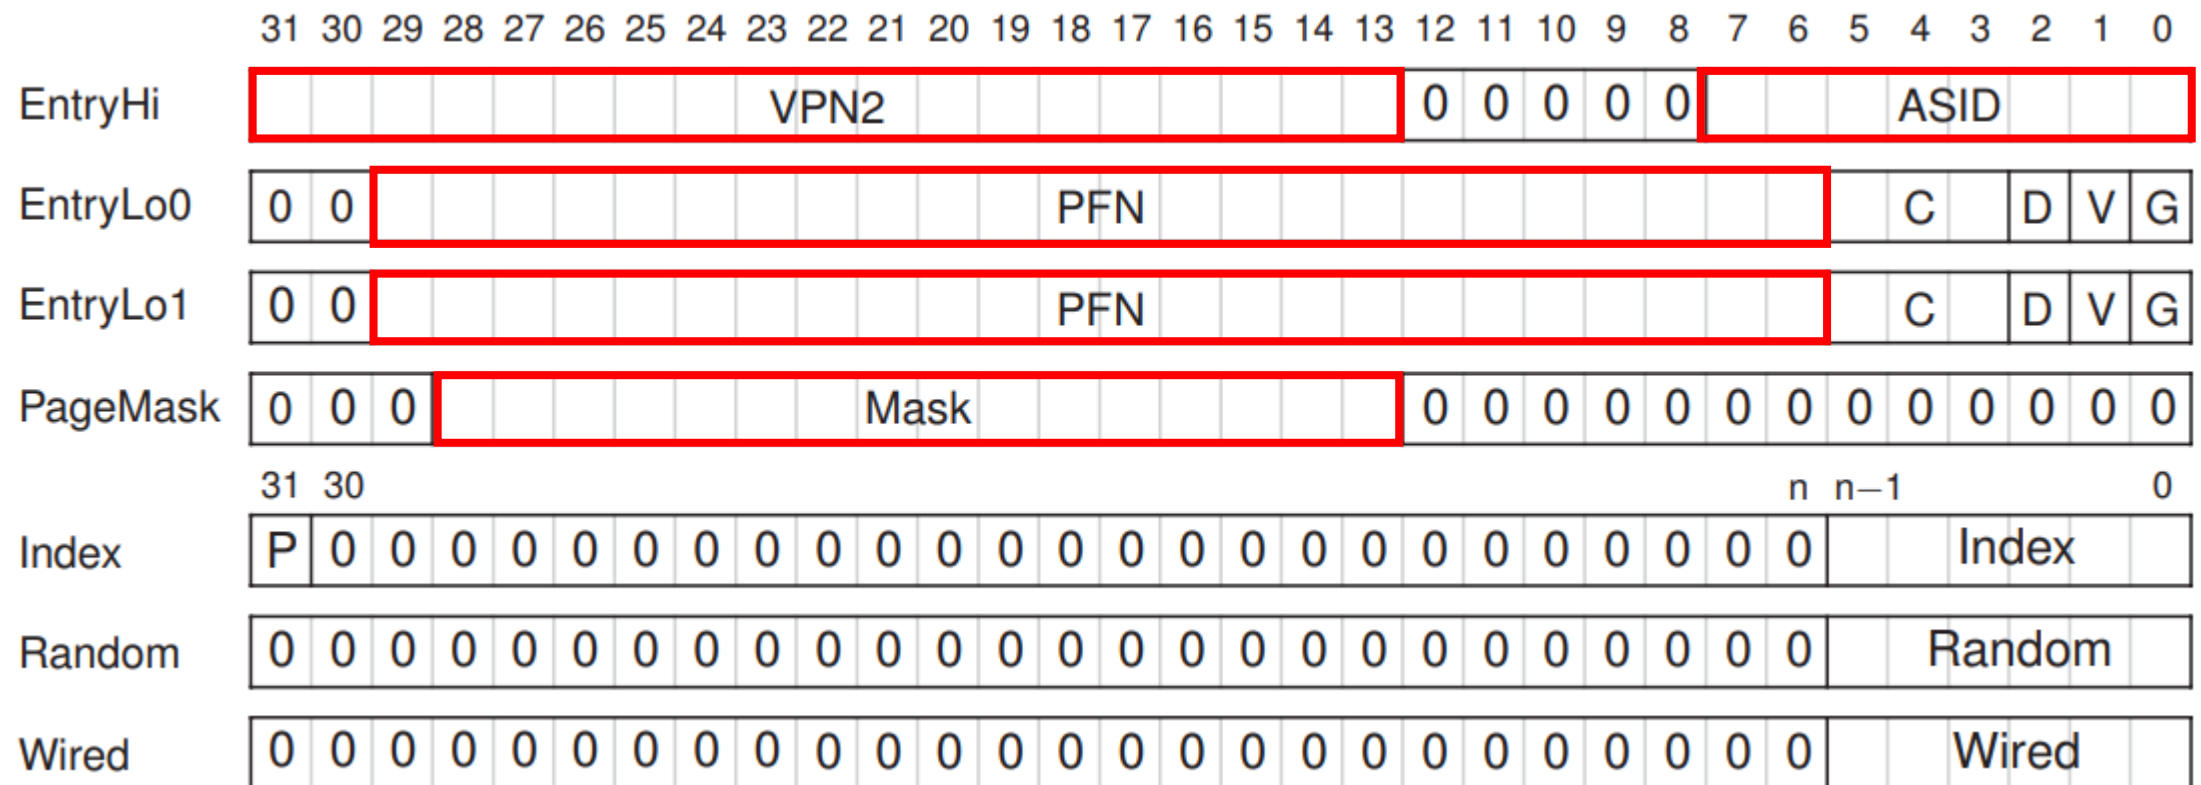 31 30 29 28 27 26 25 24 23 22 21 20 19 18 17 16 15 14 13 12 11 10 9 8 7 6 5 4 3 2 1 0
EntryHi VPN2 0 0 0 0 0 ASID
EntryLo0 0 0 PFN C D V G
EntryLo1 0 0 PFN C D V G
PageMask 0 0 0 Mask 0 0 0 0 0 0 0 0 0 0 0 0 0
31 30 n n−1 0
Index P 0 0 0 0 0 0 0 0 0 0 0 0 0 0 0 0 0 0 0 0 0 0 0 0 0 Index
Random 0 0 0 0 0 0 0 0 0 0 0 0 0 0 0 0 0 0 0 0 0 0 0 0 0 0 Random
Wired 0 0 0 0 0 0 0 0 0 0 0 0 0 0 0 0 0 0 0 0 0 0 0 0 0 0 Wired